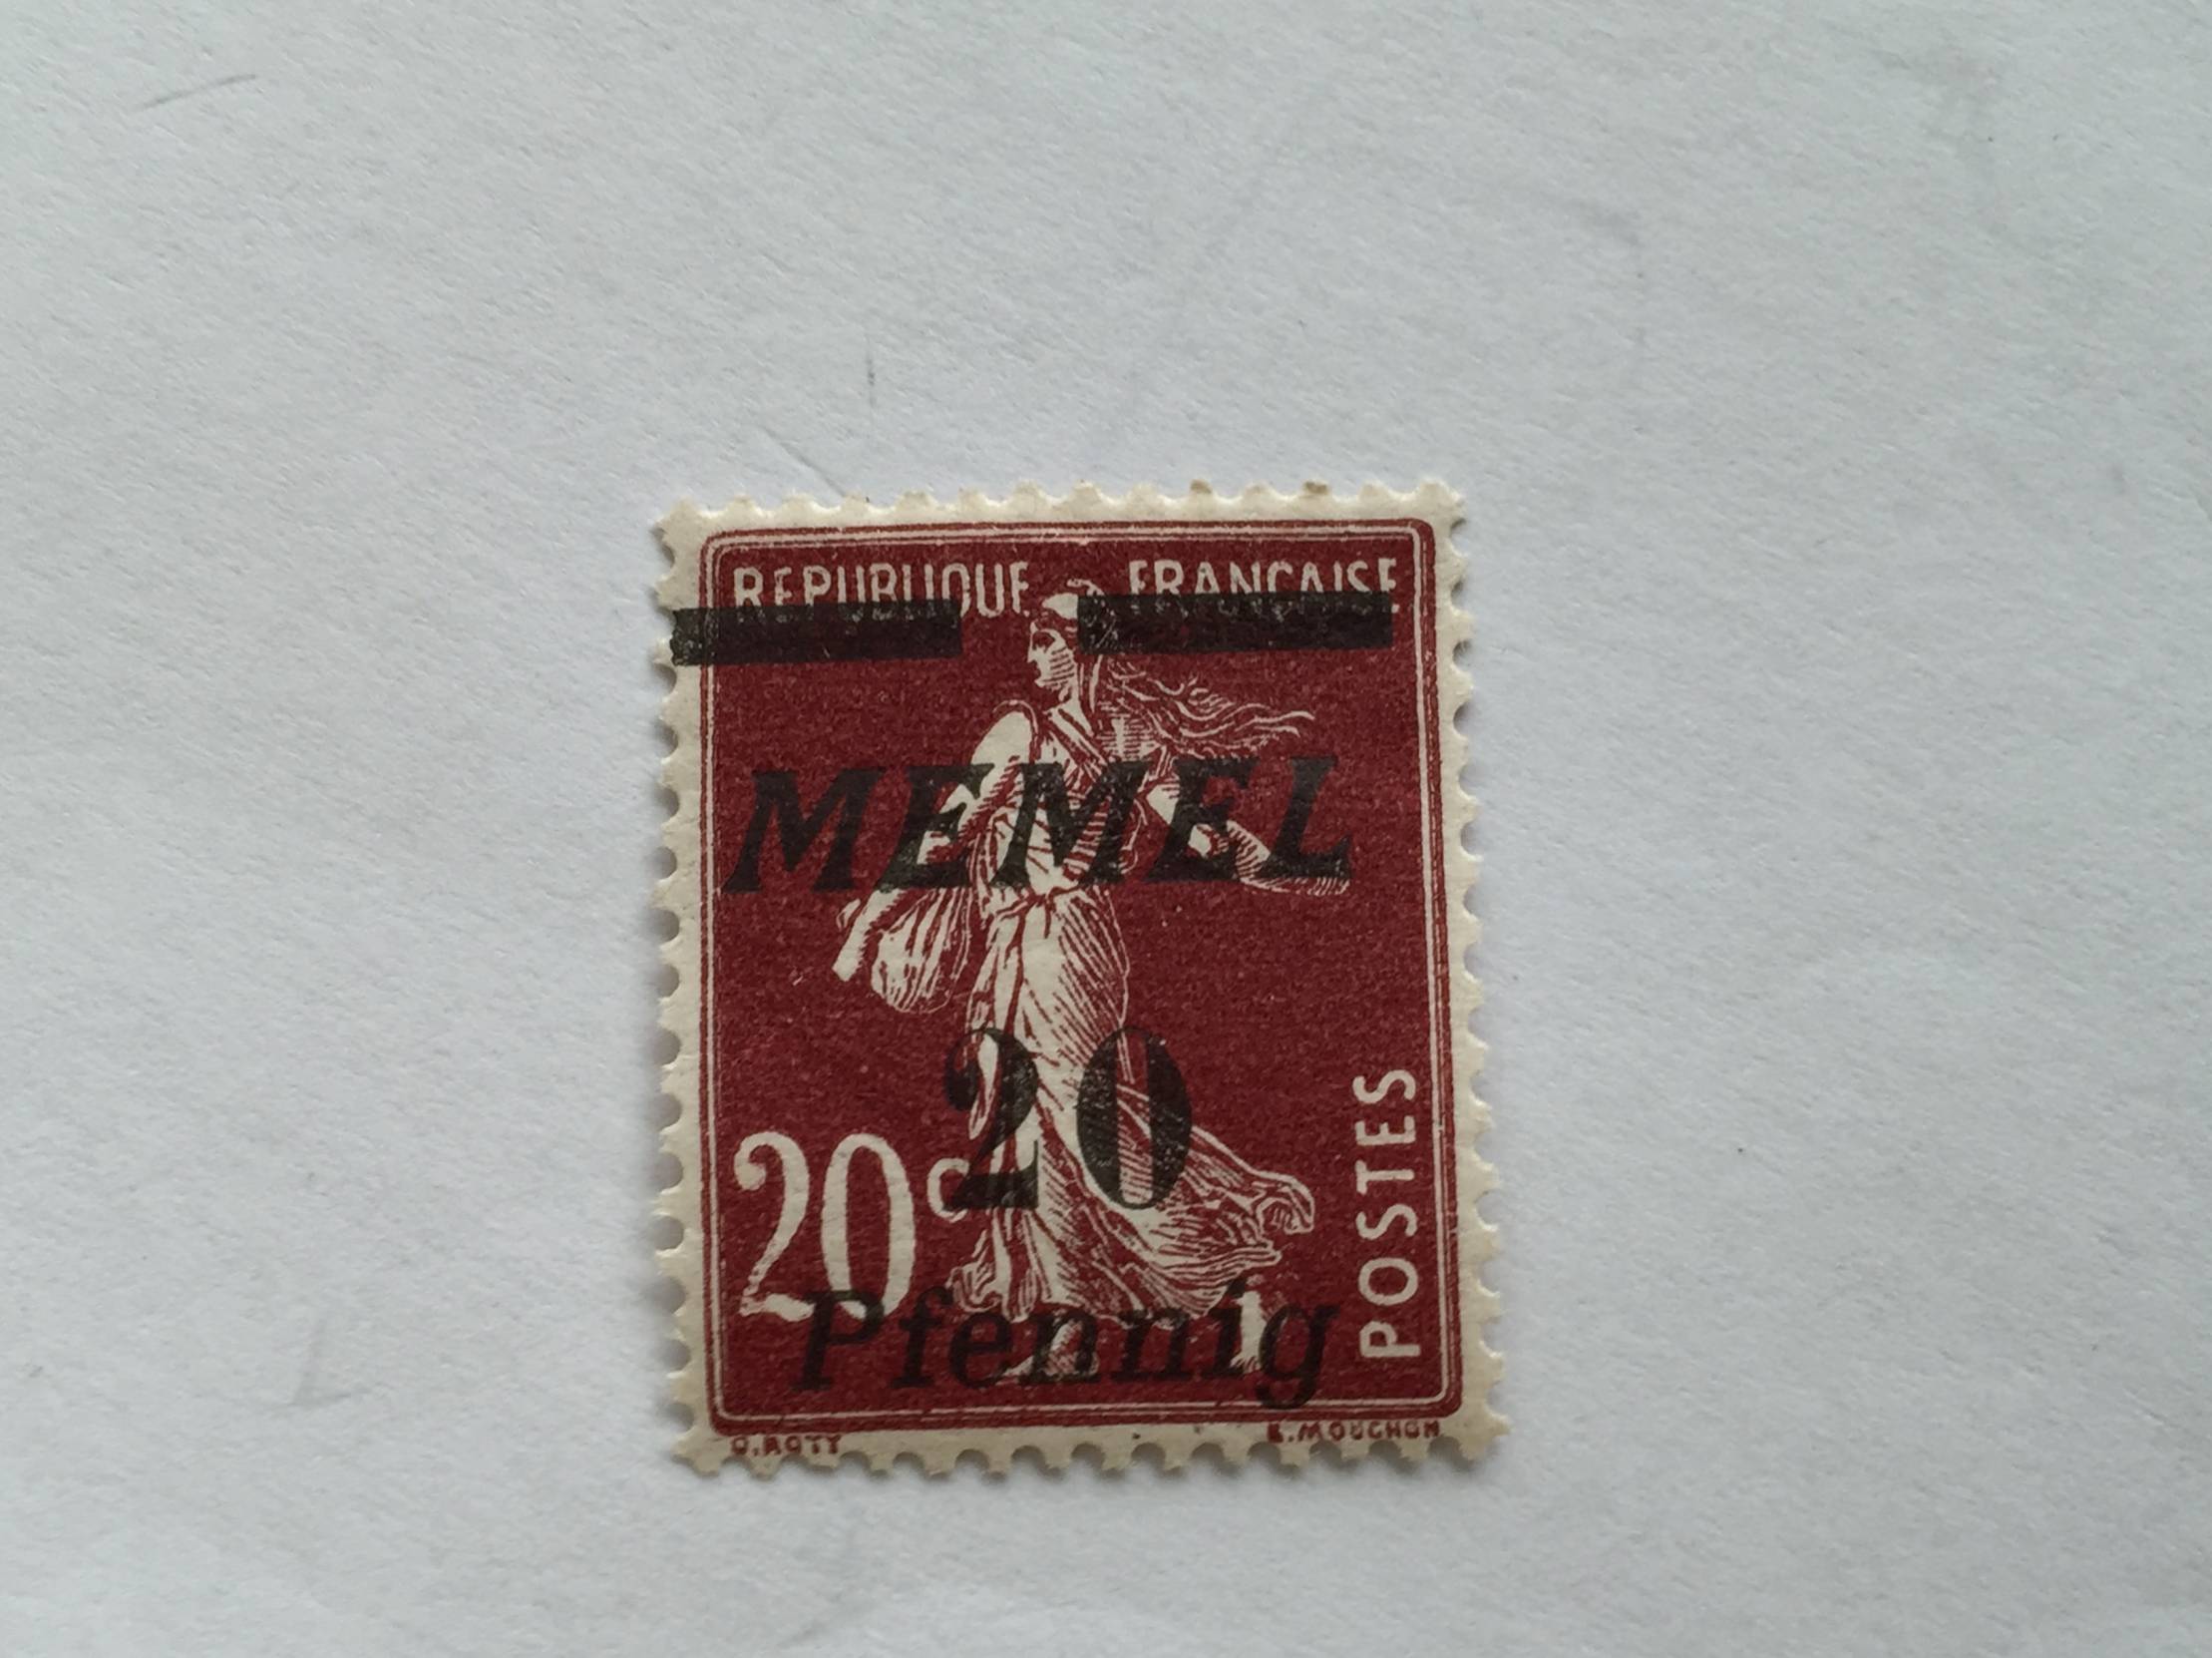 REPUBLIQUE FRANCAISE
MEMEL
20
20c
Pfennig
POSTES
O.ROTY
E.MOUCHON